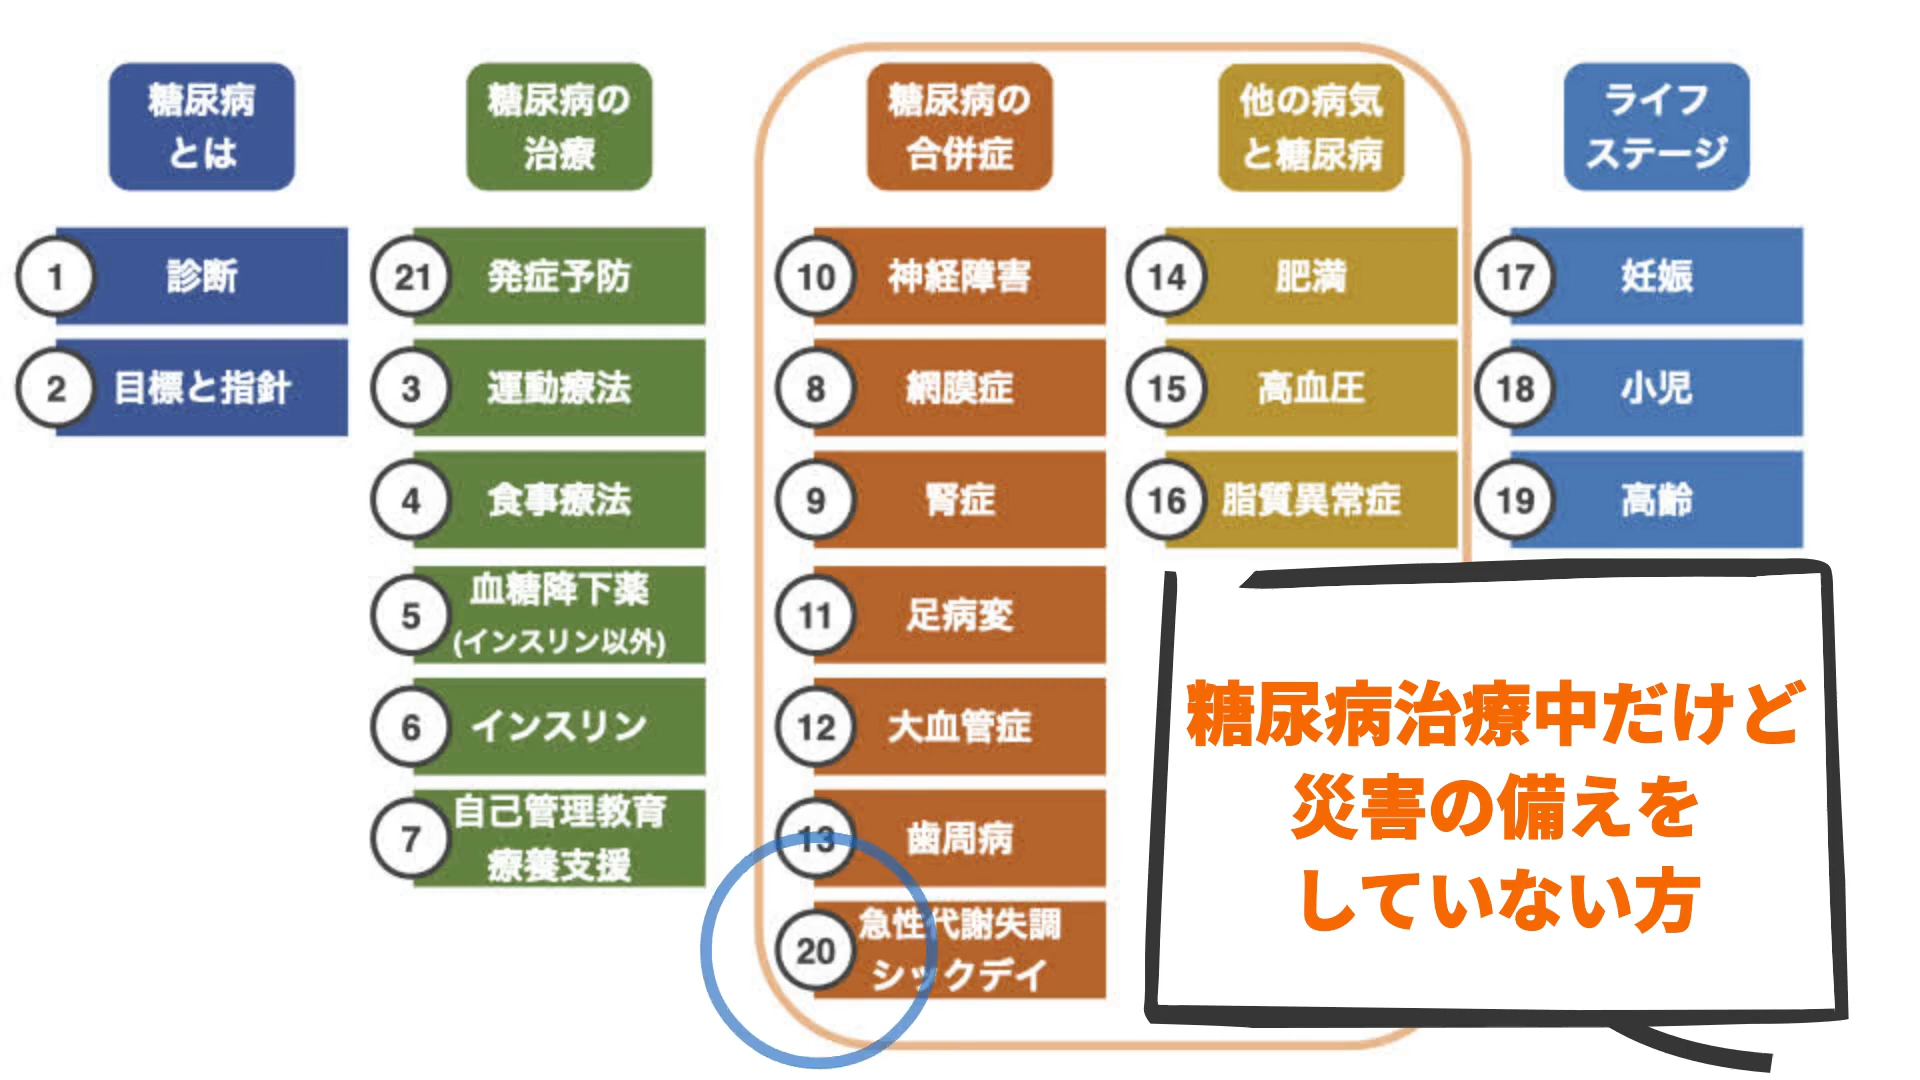 糖尿病
とは
1
診断
2
目標と指針
糖尿病の
治療
21
発症予防
3
運動療法
4
食事療法
5
血糖降下薬
(インスリン以外)
6
インスリン
7
自己管理教育
療養支援
糖尿病の
合併症
10
神経障害
8
網膜症
9
腎症
11
足病変
12
大血管症
13
歯周病
20
急性代謝失調
シックデイ
他の病気
と糖尿病
14
肥満
15
高血圧
16
脂質異常症
ライフ
ステージ
17
妊娠
18
小児
19
高齢
糖尿病治療中だけど
災害の備えを
していない方